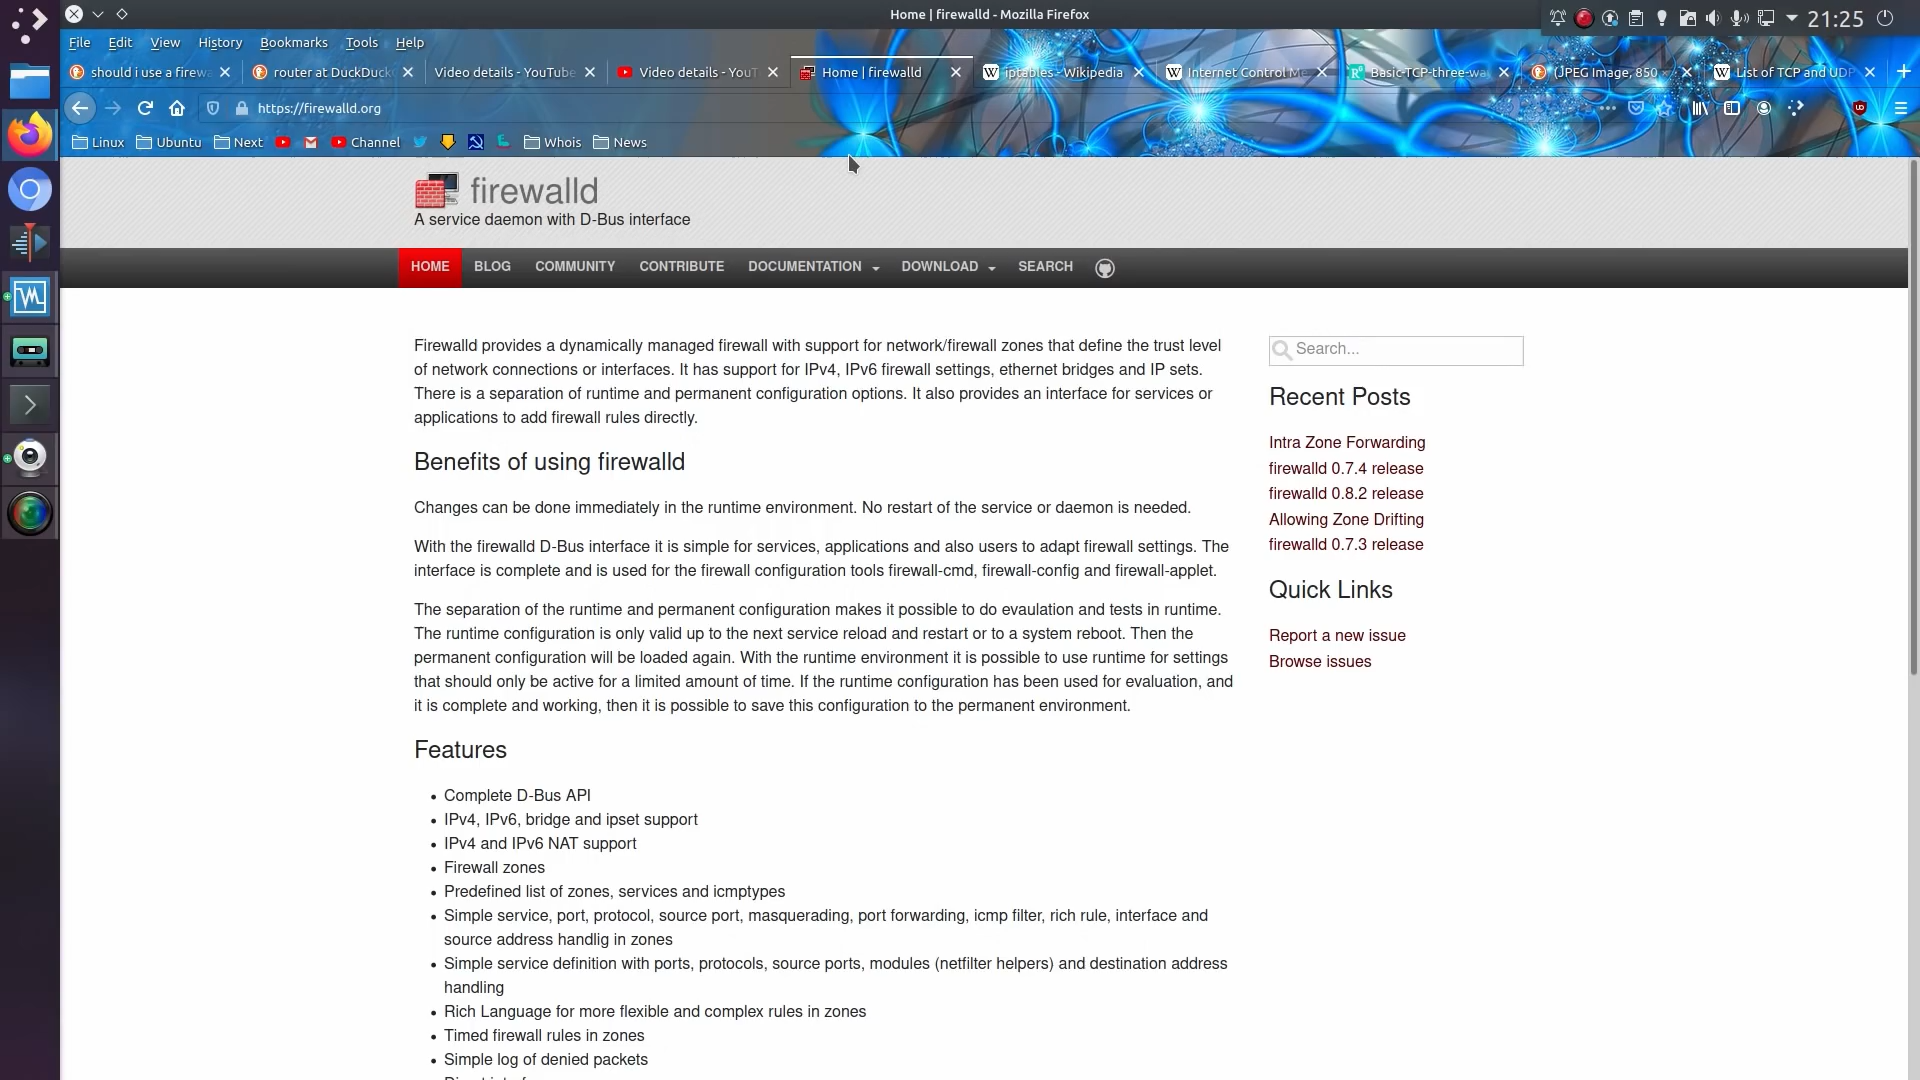 Home | firewalld - Mozilla Firefox
21:25
File Edit View History Bookmarks Tools Help
should i use a firewa
router at DuckDuck
Video details - YouTube
Video details - YouT
Home | firewalld
iptables - Wikipedia
Internet Control Me
Basic-TCP-three-wa
(JPEG Image, 850 ×
List of TCP and UDP
https://firewalld.org
Linux Ubuntu Next Channel Whois News
firewalld
A service daemon with D-Bus interface
HOME BLOG COMMUNITY CONTRIBUTE DOCUMENTATION DOWNLOAD SEARCH
Firewalld provides a dynamically managed firewall with support for network/firewall zones that define the trust level
of network connections or interfaces. It has support for IPv4, IPv6 firewall settings, ethernet bridges and IP sets.
There is a separation of runtime and permanent configuration options. It also provides an interface for services or
applications to add firewall rules directly.
Benefits of using firewalld
Changes can be done immediately in the runtime environment. No restart of the service or daemon is needed.
With the firewalld D-Bus interface it is simple for services, applications and also users to adapt firewall settings. The
interface is complete and is used for the firewall configuration tools firewall-cmd, firewall-config and firewall-applet.
The separation of the runtime and permanent configuration makes it possible to do evaulation and tests in runtime.
The runtime configuration is only valid up to the next service reload and restart or to a system reboot. Then the
permanent configuration will be loaded again. With the runtime environment it is possible to use runtime for settings
that should only be active for a limited amount of time. If the runtime configuration has been used for evaluation, and
it is complete and working, then it is possible to save this configuration to the permanent environment.
Features
• Complete D-Bus API
• IPv4, IPv6, bridge and ipset support
• IPv4 and IPv6 NAT support
• Firewall zones
• Predefined list of zones, services and icmptypes
• Simple service, port, protocol, source port, masquerading, port forwarding, icmp filter, rich rule, interface and
source address handlig in zones
• Simple service definition with ports, protocols, source ports, modules (netfilter helpers) and destination address
handling
• Rich Language for more flexible and complex rules in zones
• Timed firewall rules in zones
• Simple log of denied packets
Search...
Recent Posts
Intra Zone Forwarding
firewalld 0.7.4 release
firewalld 0.8.2 release
Allowing Zone Drifting
firewalld 0.7.3 release
Quick Links
Report a new issue
Browse issues